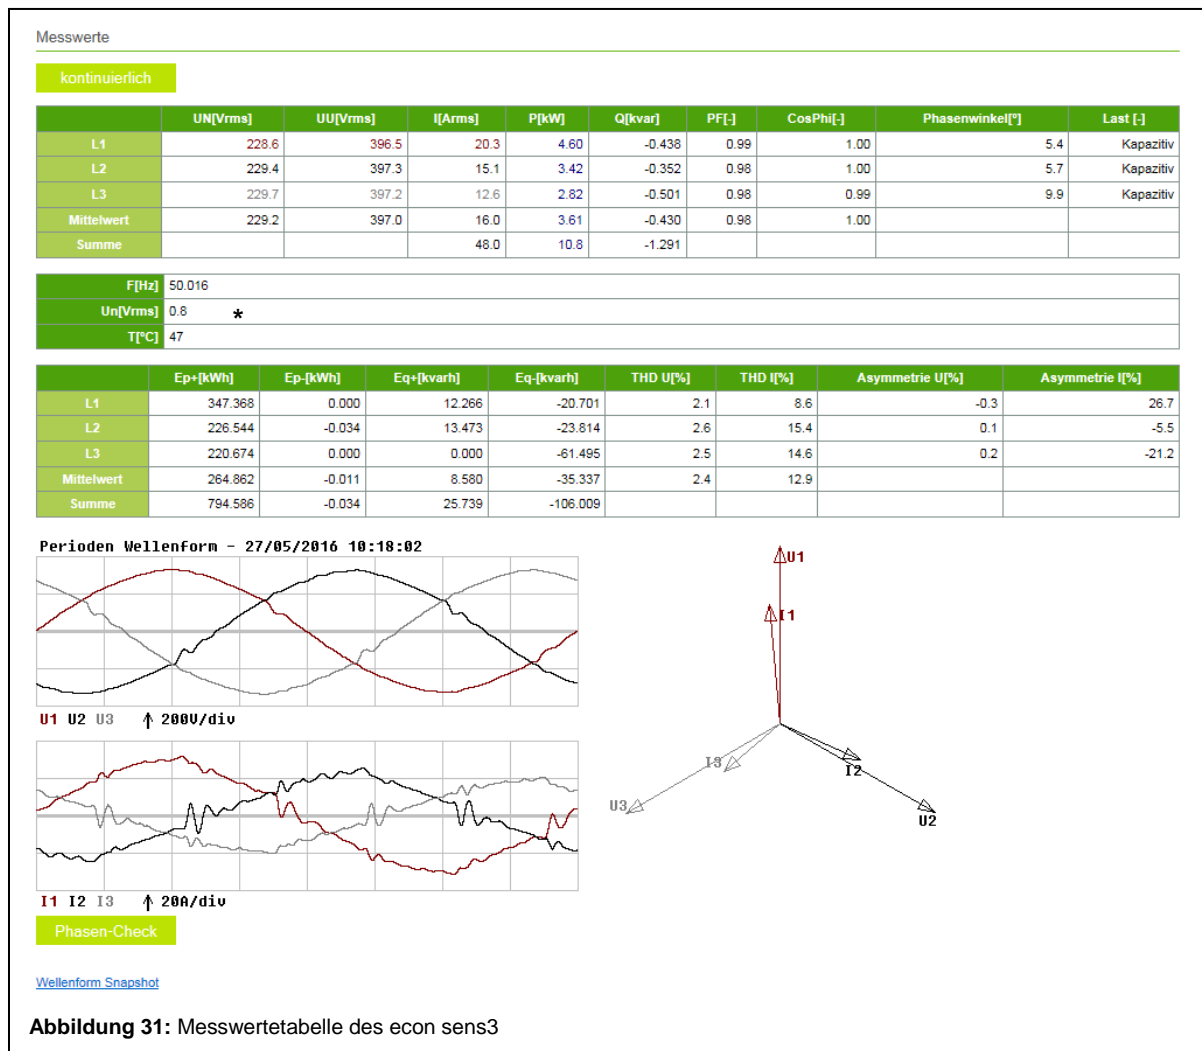 Messwerte
kontinuierlich
UN[Vrms] UU[Vrms] I[Arms] P[kW] Q[kvar] PF[-] CosPhi[-] Phasenwinkel[º] Last [-]
L1 228.6 396.5 20.3 4.60 -0.438 0.99 1.00 5.4 Kapazitiv
L2 229.4 397.3 15.1 3.42 -0.352 0.98 1.00 5.7 Kapazitiv
L3 229.7 397.2 12.6 2.82 -0.501 0.98 0.99 9.9 Kapazitiv
Mittelwert 229.2 397.0 16.0 3.61 -0.430 0.98 1.00
Summe 48.0 10.8 -1.291
F[Hz] 50.016
Un[Vrms] 0.8 *
T[ºC] 47
Ep+[kWh] Ep-[kWh] Eq+[kvarh] Eq-[kvarh] THD U[%] THD I[%] Asymmetrie U[%] Asymmetrie I[%]
L1 347.368 0.000 12.266 -20.701 2.1 8.6 -0.3 26.7
L2 226.544 -0.034 13.473 -23.814 2.6 15.4 0.1 -5.5
L3 220.674 0.000 0.000 -61.495 2.5 14.6 0.2 -21.2
Mittelwert 264.862 -0.011 8.580 -35.337 2.4 12.9
Summe 794.586 -0.034 25.739 -106.009
Perioden Wellenform - 27/05/2016 10:18:02
U1 U2 U3 ↑ 200V/div
U1
I1
I2
I3
U3
U2
I1 I2 I3 ↑ 20A/div
Phasen-Check
Wellenform Snapshot
Abbildung 31: Messwertetabelle des econ sens3